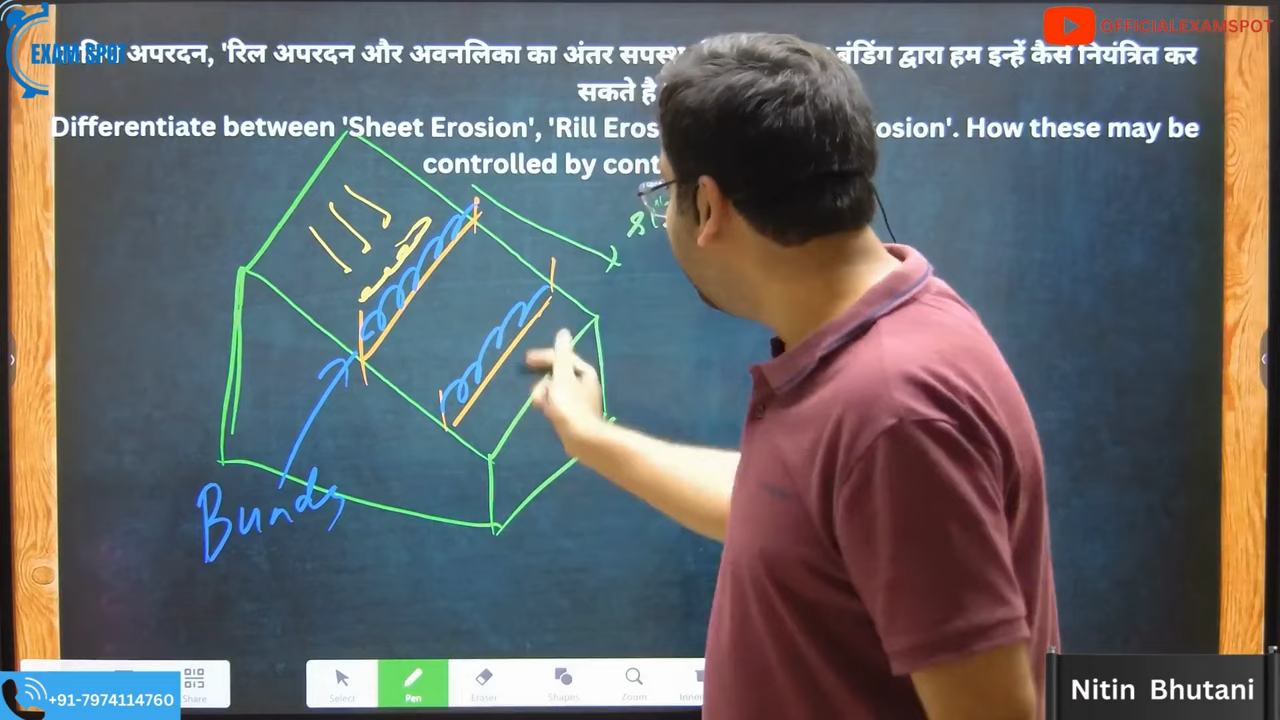 EXAM SPOT
OFFICIALEXAMSPOT
अपरदन, 'रिल अपरदन और अवनलिका का अंतर सपस्थ बंडिंग द्वारा हम इन्हें कैसे नियंत्रित कर
सकते है
Differentiate between 'Sheet Erosion', 'Rill Eros osion'. How these may be
controlled by cont
Bunds
Share
Select
Pen
Eraser
Shapes
Zoom
+91-7974114760
Nitin Bhutani